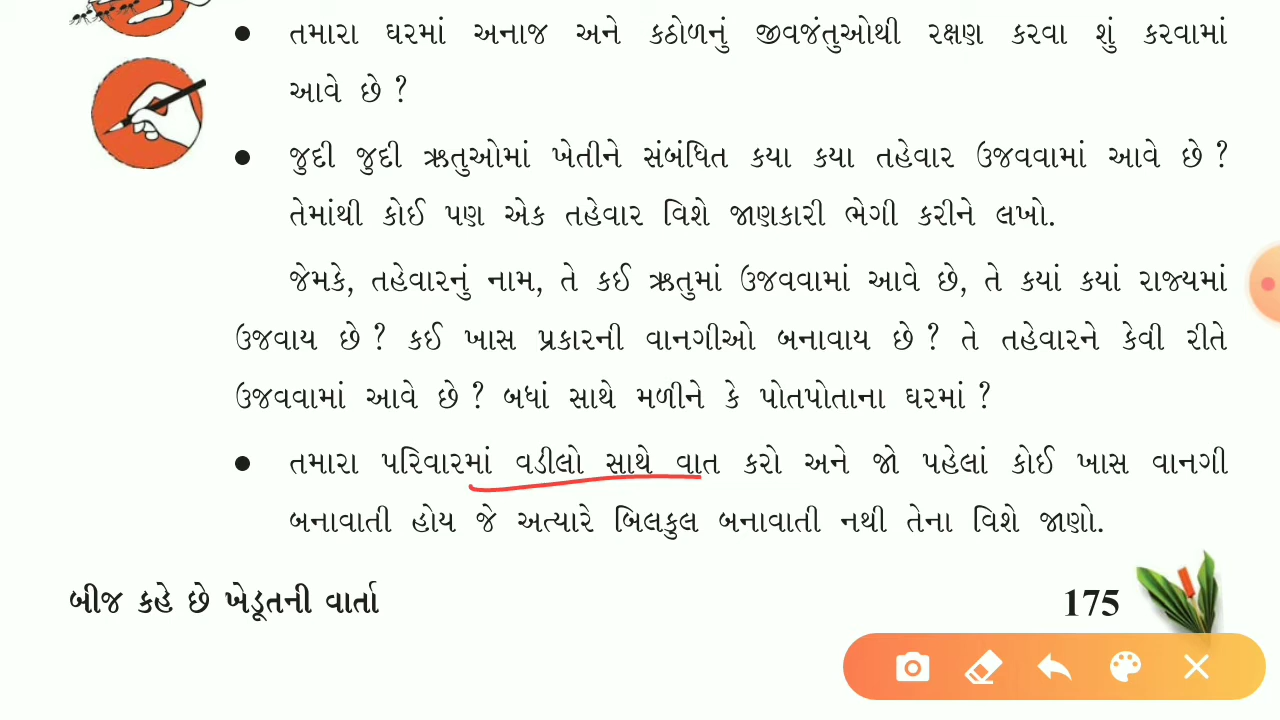 તમારા ઘરમાં અનાજ અને કઠોળનું જીવજંતુઓથી રક્ષણ કરવા શું કરવામાં
આવે છે ?
જુદી જુદી ઋતુઓમાં ખેતીને સંબંધિત કયા કયા તહેવાર ઉજવવામાં આવે છે ?
તેમાંથી કોઈ પણ એક તહેવાર વિશે જાણકારી ભેગી કરીને લખો.
જેમકે, તહેવારનું નામ, તે કઈ ઋતુમાં ઉજવવામાં આવે છે, તે કયાં કયાં રાજ્યમાં
ઉજવાય છે ? કઈ ખાસ પ્રકારની વાનગીઓ બનાવાય છે ? તે તહેવારને કેવી રીતે
ઉજવવામાં આવે છે ? બધાં સાથે મળીને કે પોતપોતાના ઘરમાં ?
તમારા પરિવારમાં વડીલો સાથે વાત કરો અને જો પહેલાં કોઈ ખાસ વાનગી
બનાવાતી હોય જે અત્યારે બિલકુલ બનાવાતી નથી તેના વિશે જાણો.
બીજ કહે છે ખેડૂતની વાર્તા 175